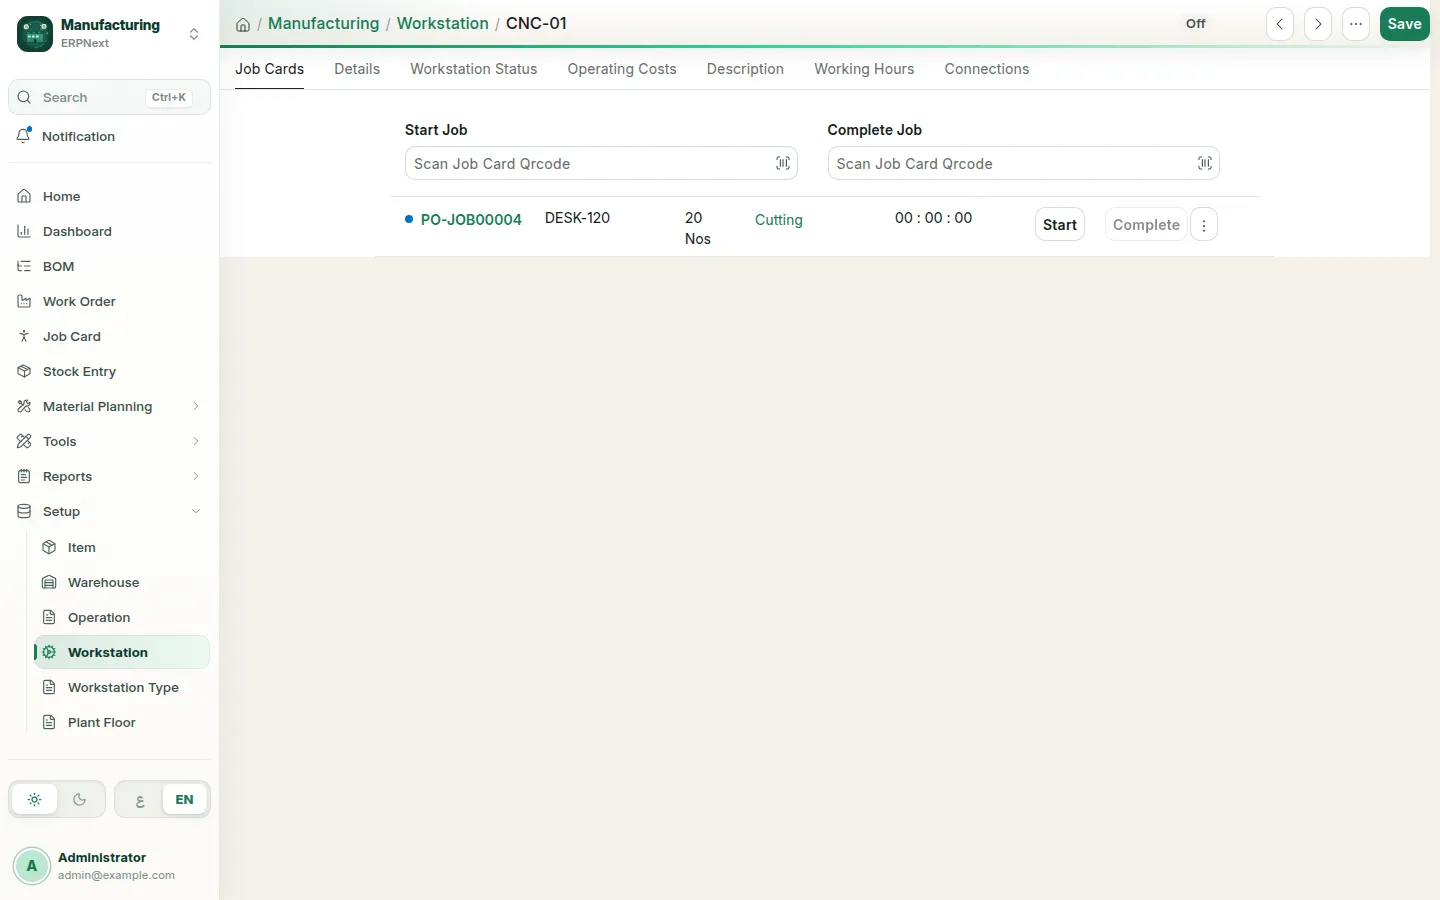 Manufacturing
ERPNext
Search
Ctrl+K
Notification
Home
Dashboard
BOM
Work Order
Job Card
Stock Entry
Material Planning
Tools
Reports
Setup
Item
Warehouse
Operation
Workstation
Workstation Type
Plant Floor
ع
EN
A
Administrator
admin@example.com
/ Manufacturing / Workstation / CNC-01
Off
Save
Job Cards
Details
Workstation Status
Operating Costs
Description
Working Hours
Connections
Start Job
Scan Job Card Qrcode
Complete Job
Scan Job Card Qrcode
PO-JOB00004
DESK-120
20
Nos
Cutting
00 : 00 : 00
Start
Complete